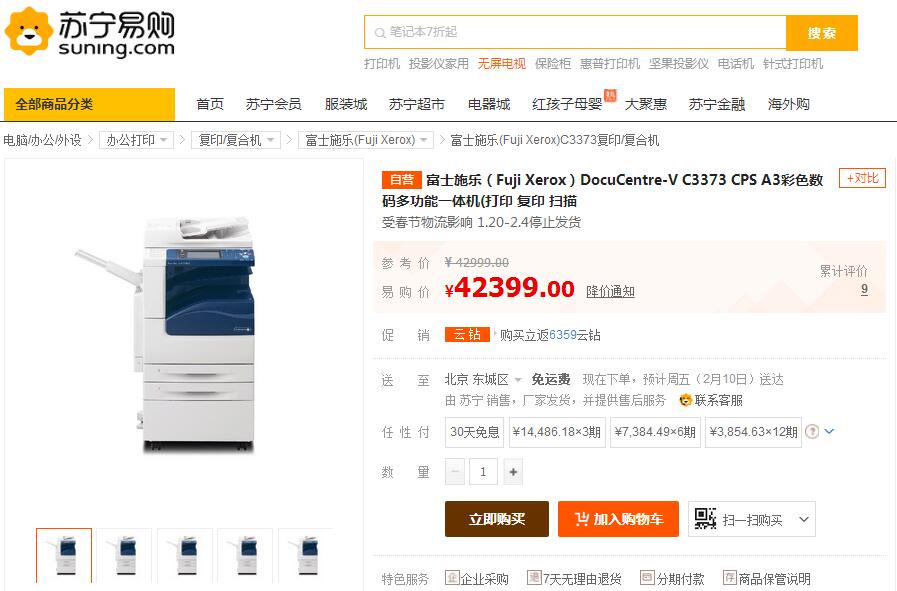 苏宁易购
suning.com
笔记本7折起
搜索
打印机 投影仪家用 无屏电视 保险柜 惠普打印机 坚果投影仪 电话机 针式打印机
全部商品分类 首页 苏宁会员 服装城 苏宁超市 电器城 红孩子母婴 热 大聚惠 苏宁金融 海外购
电脑/办公/外设 > 办公打印 > 复印/复合机 > 富士施乐(Fuji Xerox) > 富士施乐(Fuji Xerox)C3373复印/复合机
自营 富士施乐（Fuji Xerox）DocuCentre-V C3373 CPS A3彩色数
码多功能一体机(打印 复印 扫描
+对比
受春节物流影响 1.20-2.4停止发货
参考价 ¥ 42999.00
累计评价
易购价 ¥42399.00 降价通知
9
促销 云钻 购买立返6359云钻
送至 北京 东城区 免运费 现在下单，预计周五（2月10日）送达
由 苏宁 销售，厂家发货，并提供售后服务 联系客服
任性付 30天免息 ¥14,486.18×3期 ¥7,384.49×6期 ¥3,854.63×12期 ?
数量 − 1 +
立即购买 加入购物车 扫一扫购买
特色服务 企 企业采购 退 7天无理由退货 分期付款 存 商品保管说明